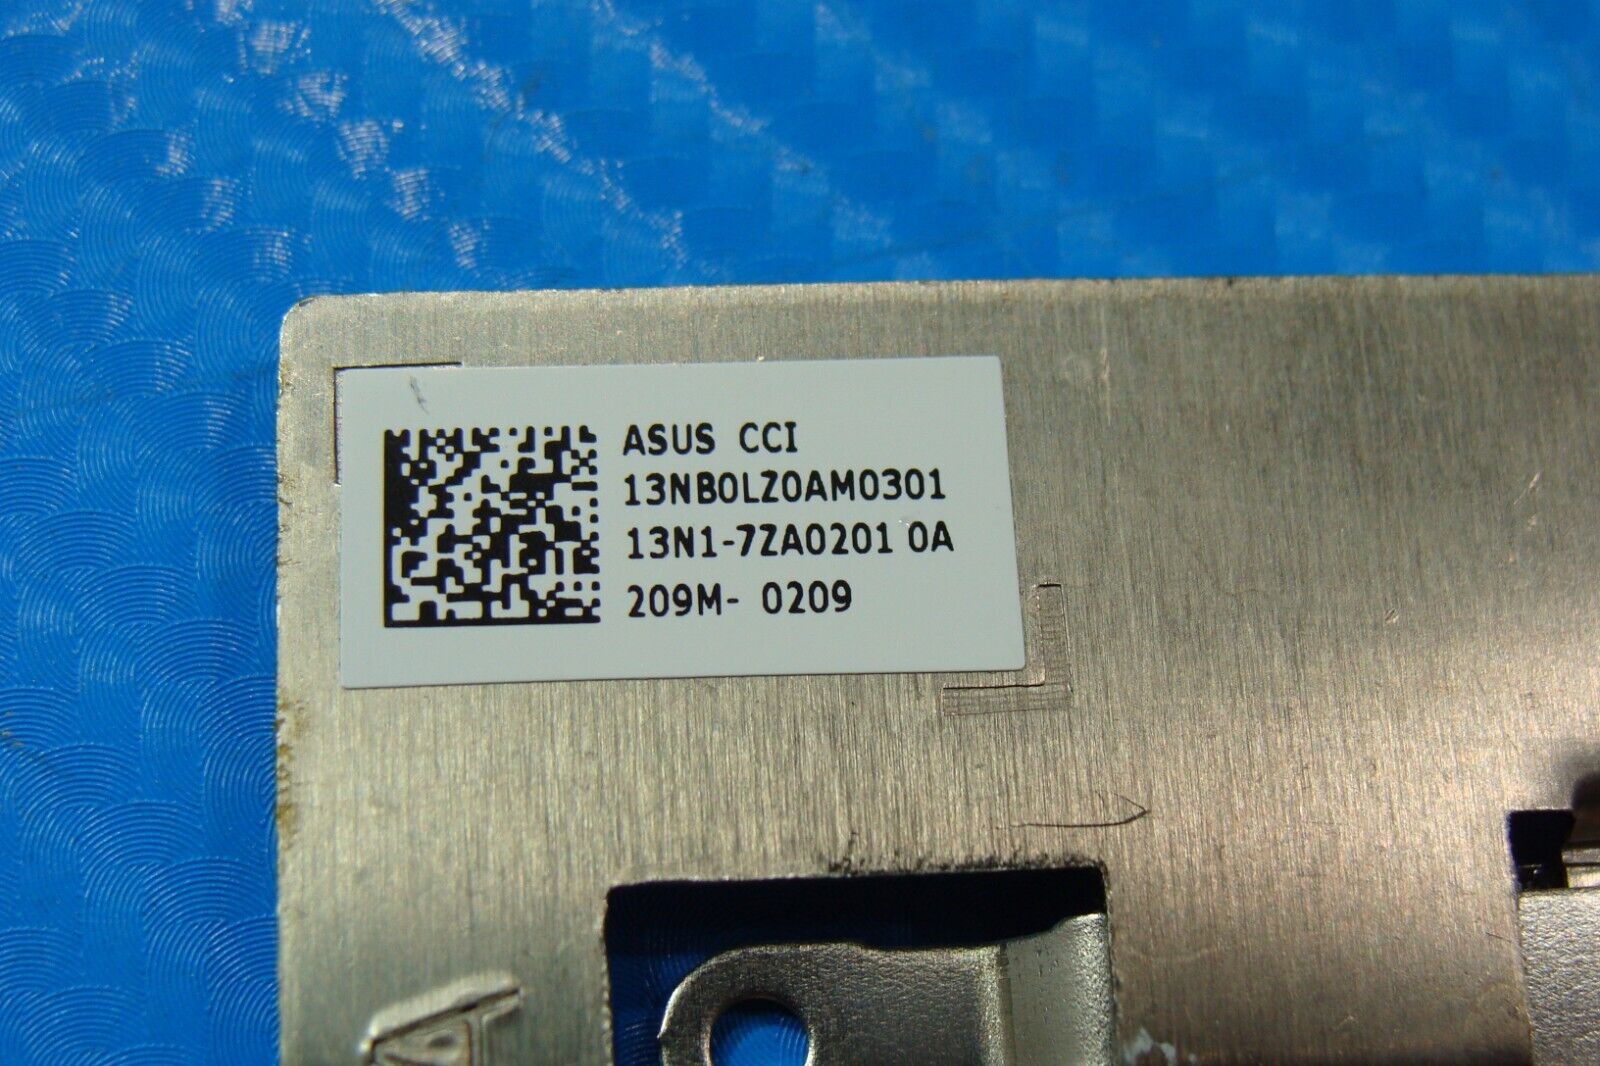 ASUS CCI
13NB0LZ0AM0301
13N1-7ZA0201 0A
209M- 0209